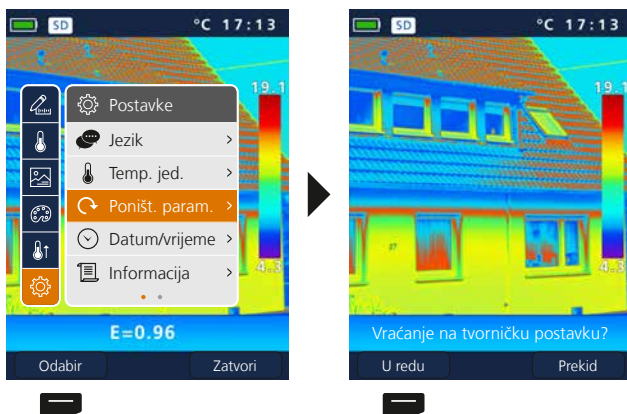 SD °C 17:13
19.1
Postavke
Jezik
Temp. jed.
Poništ. param.
Datum/vrijeme
Informacija
4.3
E=0.96
Odabir Zatvori
SD °C 17:13
19.1
4.3
Vraćanje na tvorničku postavku?
U redu Prekid